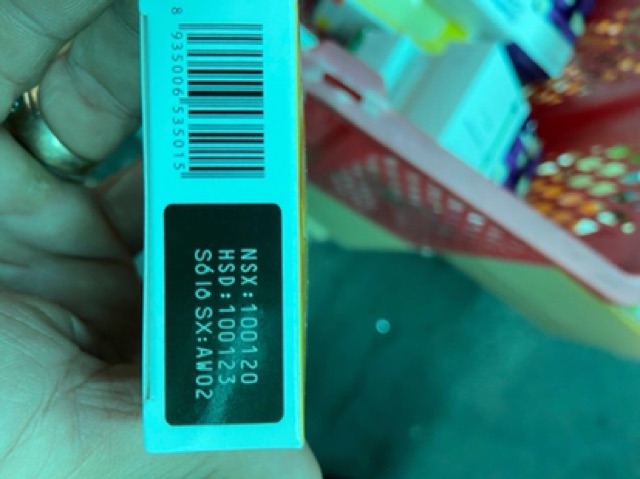 8 935006 535015
NSX:100120
HSD:100123
Số lô SX:AW02